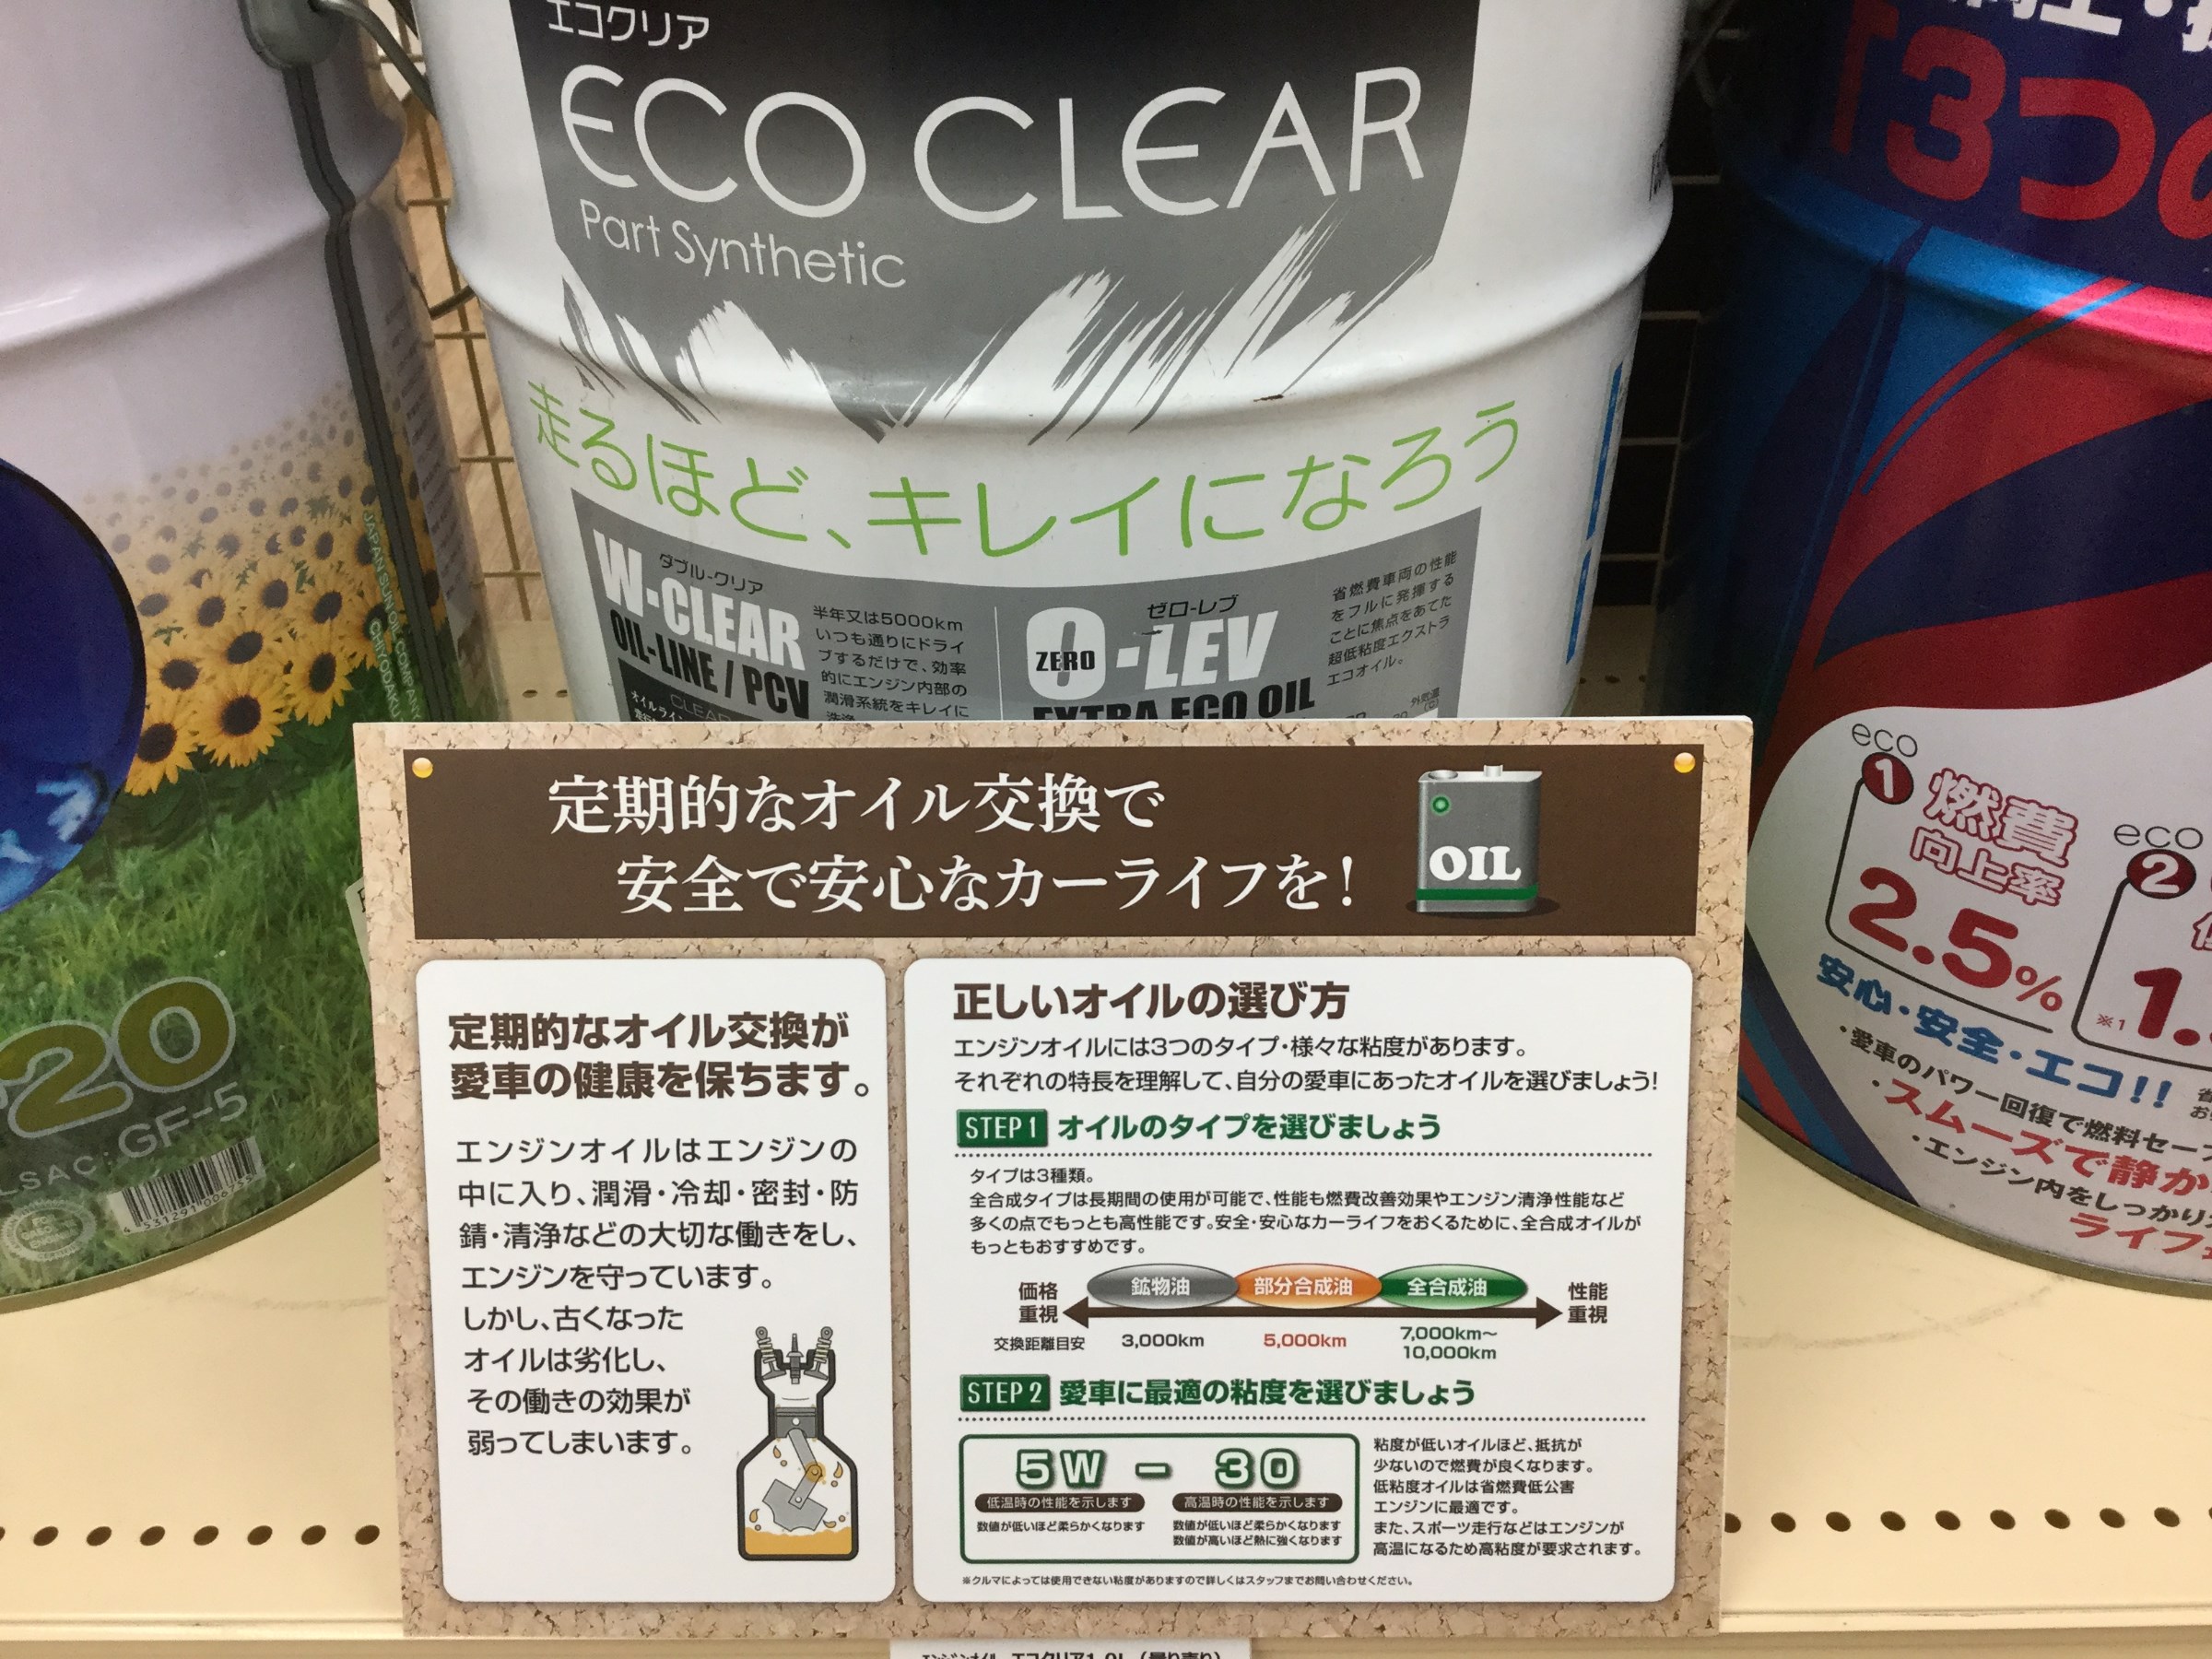 エコクリア
ECO CLEAR
Part Synthetic
走るほど、キレイになろう
ダブル-クリア
W-CLEAR
OIL-LINE / PCV
半年又は5000km
いつも通りにドライ
ブするだけで、効率
的にエンジン内部の
潤滑系統をキレイに
ゼロ-レブ
ZERO
0-LEV
EXTRA ECO OIL
省燃費車両の性能
をフルに発揮する
ことに焦点をあてた
超低粘度エクストラ
エコオイル。
定期的なオイル交換で
安全で安心なカーライフを!
OIL
定期的なオイル交換が
愛車の健康を保ちます。
エンジンオイルはエンジンの
中に入り、潤滑・冷却・密封・防
錆・清浄などの大切な働きをし、
エンジンを守っています。
しかし、古くなった
オイルは劣化し、
その働きの効果が
弱ってしまいます。
正しいオイルの選び方
エンジンオイルには3つのタイプ・様々な粘度があります。
それぞれの特長を理解して、自分の愛車にあったオイルを選びましょう!
STEP 1 オイルのタイプを選びましょう
タイプは3種類。
全合成タイプは長期間の使用が可能で、性能も燃費改善効果やエンジン清浄性能など
多くの点でもっとも高性能です。安全・安心なカーライフをおくるために、全合成オイルが
もっともおすすめです。
価格重視 鉱物油 部分合成油 全合成油 性能重視
交換距離目安 3,000km 5,000km 7,000km〜10,000km
STEP 2 愛車に最適の粘度を選びましょう
5W - 30
低温時の性能を示します 高温時の性能を示します
数値が低いほど柔らかくなります 数値が低いほど柔らかくなります
数値が高いほど熱に強くなります
粘度が低いオイルほど、抵抗が
少ないので燃費が良くなります。
低粘度オイルは省燃費低公害
エンジンに最適です。
また、スポーツ走行などはエンジンが
高温になるため高粘度が要求されます。
※クルマによっては使用できない粘度がありますので詳しくはスタッフまでお問い合わせください。
JAPAN SUN OIL COMPANY
20
GF-5
「3つの
eco
1
燃費
向上率
2.5%
eco
2
※1
1.
安心・安全・エコ!!
・愛車のパワー回復で燃料セー
・スムーズで静か
・エンジン内をしっかり
ライフ